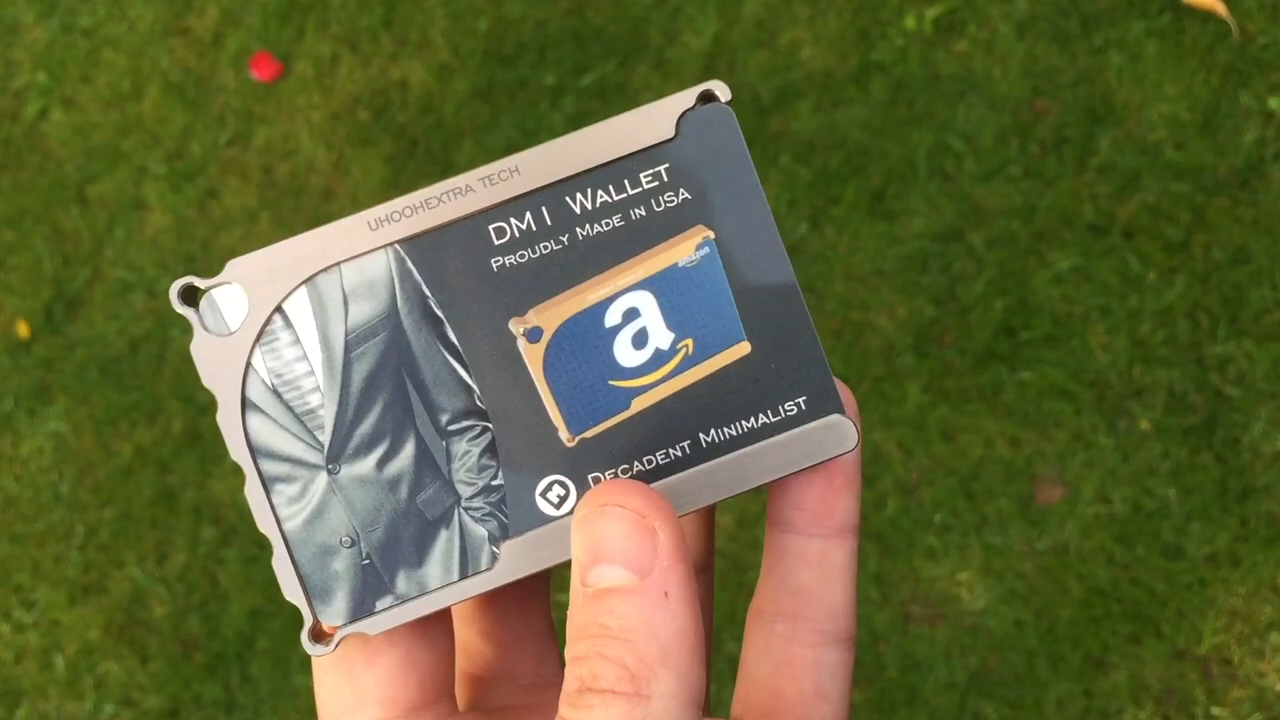 UHOOHEXTRA TECH
DM1 WALLET
PROUDLY MADE IN USA
amazon
a
DECADENT MINIMALIST